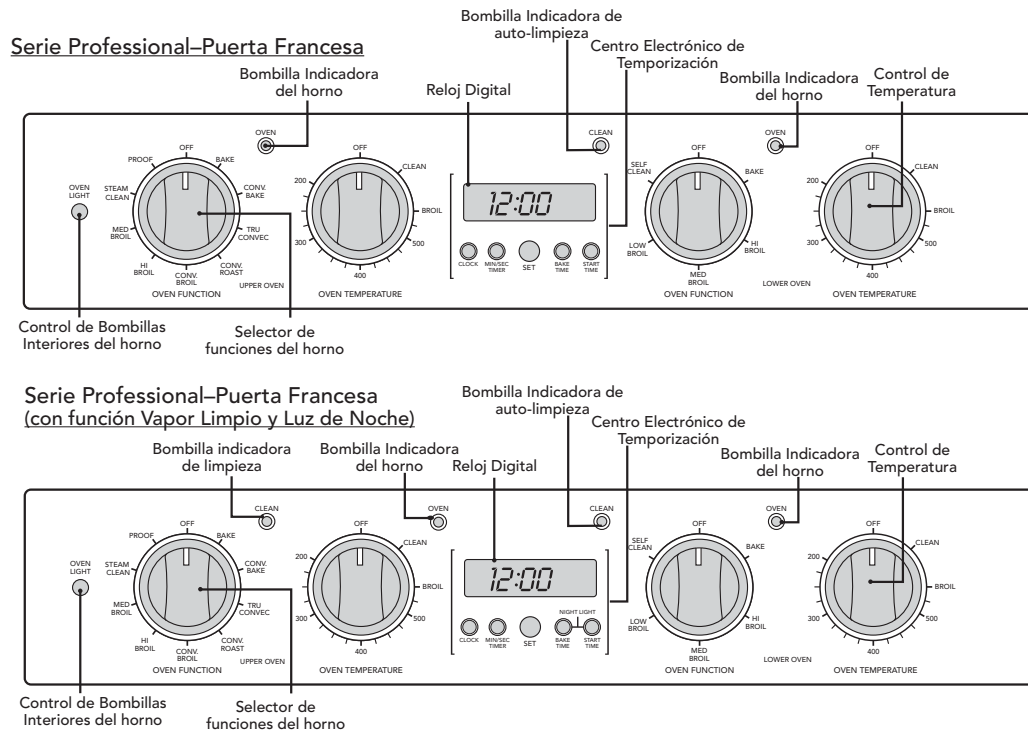 Serie Professional–Puerta Francesa
Bombilla Indicadora de
auto-limpieza
Centro Electrónico de
Temporización
Bombilla Indicadora
del horno
Reloj Digital
Bombilla Indicadora
del horno
Control de
Temperatura
OVEN
LIGHT
OVEN
OFF
BAKE
CONV.
BAKE
TRU
CONVEC
CONV.
ROAST
CONV.
BROIL
HI
BROIL
MED
BROIL
STEAM
CLEAN
PROOF
OVEN FUNCTION
UPPER OVEN
OFF
CLEAN
BROIL
500
400
300
200
OVEN TEMPERATURE
CLEAN
12:00
CLOCK
MIN/SEC
TIMER
SET
BAKE
TIME
START
TIME
OVEN
OFF
BAKE
HI
BROIL
MED
BROIL
LOW
BROIL
SELF
CLEAN
OVEN FUNCTION
LOWER OVEN
OFF
CLEAN
BROIL
500
400
300
200
OVEN TEMPERATURE
Control de Bombillas
Interiores del horno
Selector de
funciones del horno
Serie Professional–Puerta Francesa
(con función Vapor Limpio y Luz de Noche)
Bombilla Indicadora de
auto-limpieza
Centro Electrónico de
Temporización
Bombilla indicadora
de limpieza
Bombilla Indicadora
del horno
Reloj Digital
Bombilla Indicadora
del horno
Control de
Temperatura
OVEN
LIGHT
CLEAN
OFF
BAKE
CONV.
BAKE
TRU
CONVEC
CONV.
ROAST
CONV.
BROIL
HI
BROIL
MED
BROIL
STEAM
CLEAN
PROOF
OVEN FUNCTION
UPPER OVEN
OVEN
OFF
CLEAN
BROIL
500
400
300
200
OVEN TEMPERATURE
CLEAN
12:00
NIGHT LIGHT
CLOCK
MIN/SEC
TIMER
SET
BAKE
TIME
START
TIME
OVEN
OFF
BAKE
HI
BROIL
MED
BROIL
LOW
BROIL
SELF
CLEAN
OVEN FUNCTION
LOWER OVEN
OFF
CLEAN
BROIL
500
400
300
200
OVEN TEMPERATURE
Control de Bombillas
Interiores del horno
Selector de
funciones del horno